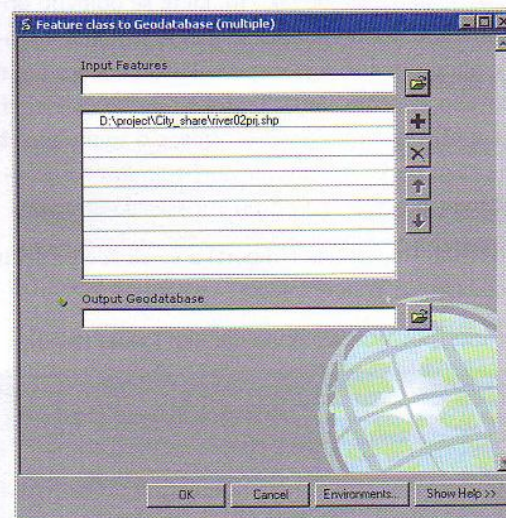 Feature class to Geodatabase (multiple)
Input Features
D:\project\City_share\river02prj.shp
Output Geodatabase
OK
Cancel
Environments...
Show Help >>